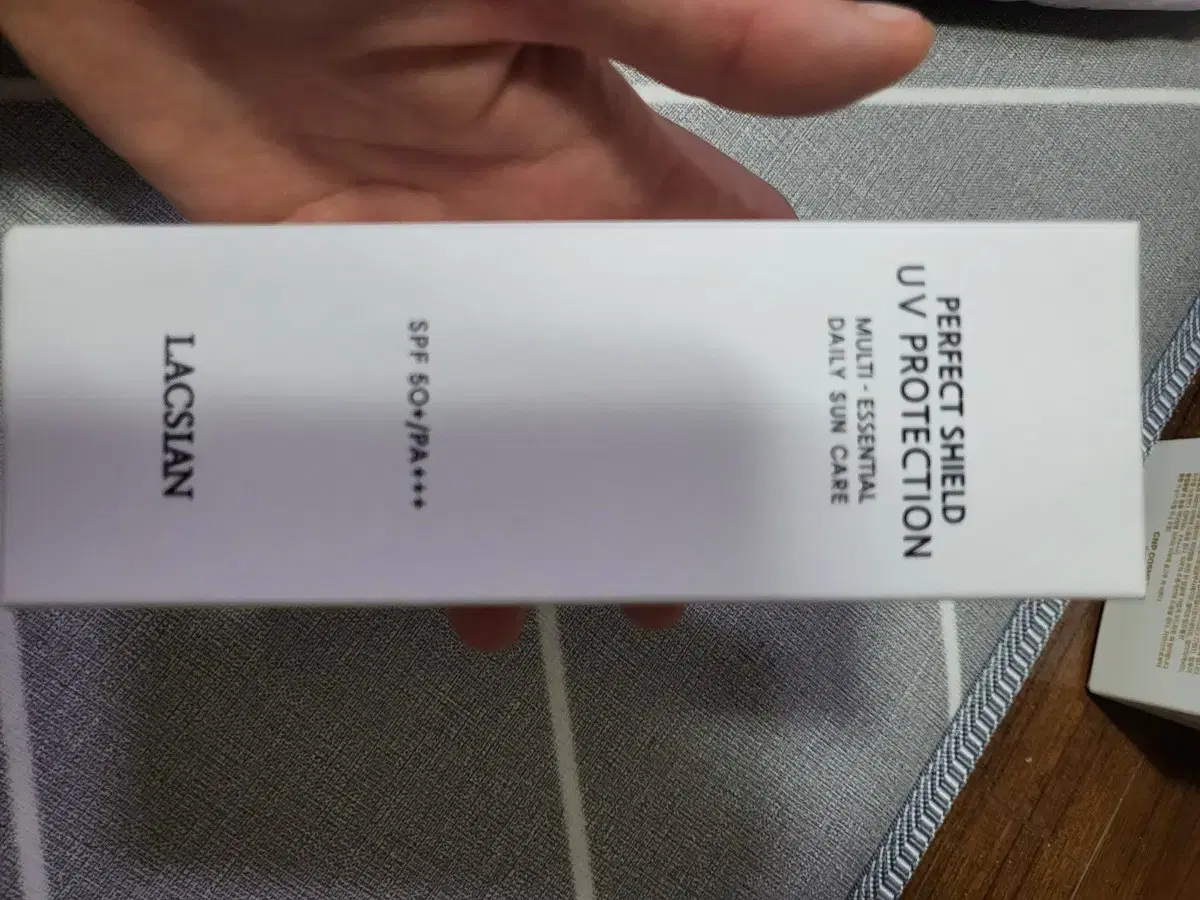 PERFECT SHIELD
UV PROTECTION
MULTI - ESSENTIAL
DAILY SUN CARE
SPF 50+/PA+++
LACSIAN